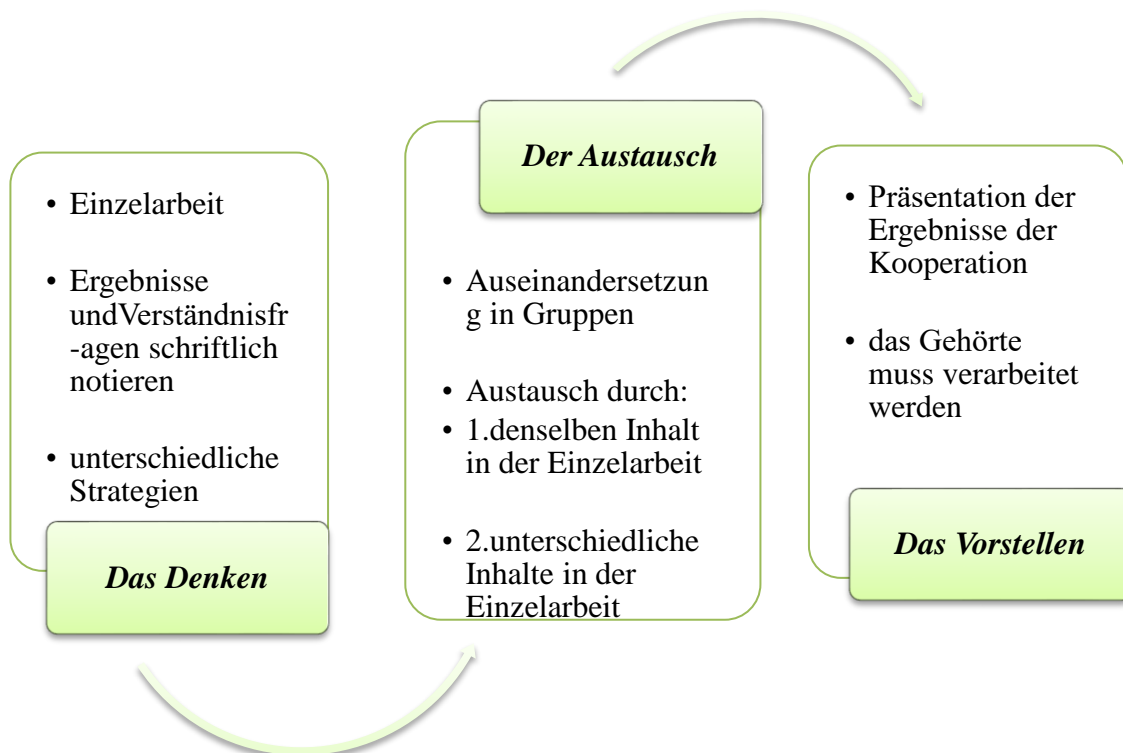 • Einzelarbeit
• Ergebnisse
undVerständnisfr
-agen schriftlich
notieren
• unterschiedliche
Strategien
Das Denken
Der Austausch
• Auseinandersetzun
g in Gruppen
• Austausch durch:
• 1.denselben Inhalt
in der Einzelarbeit
• 2.unterschiedliche
Inhalte in der
Einzelarbeit
• Präsentation der
Ergebnisse der
Kooperation
• das Gehörte
muss verarbeitet
werden
Das Vorstellen